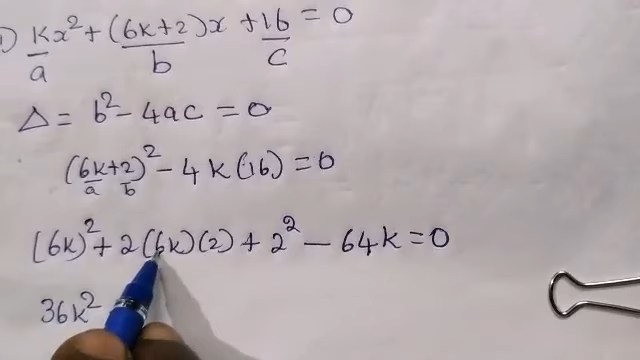 1) kx² + (6k+2)x + 16 = 0
a b c
Δ = b² - 4ac = 0
(6k+2)² - 4k(16) = 0
a b
(6k)² + 2(6k)(2) + 2² - 64k = 0
36k²